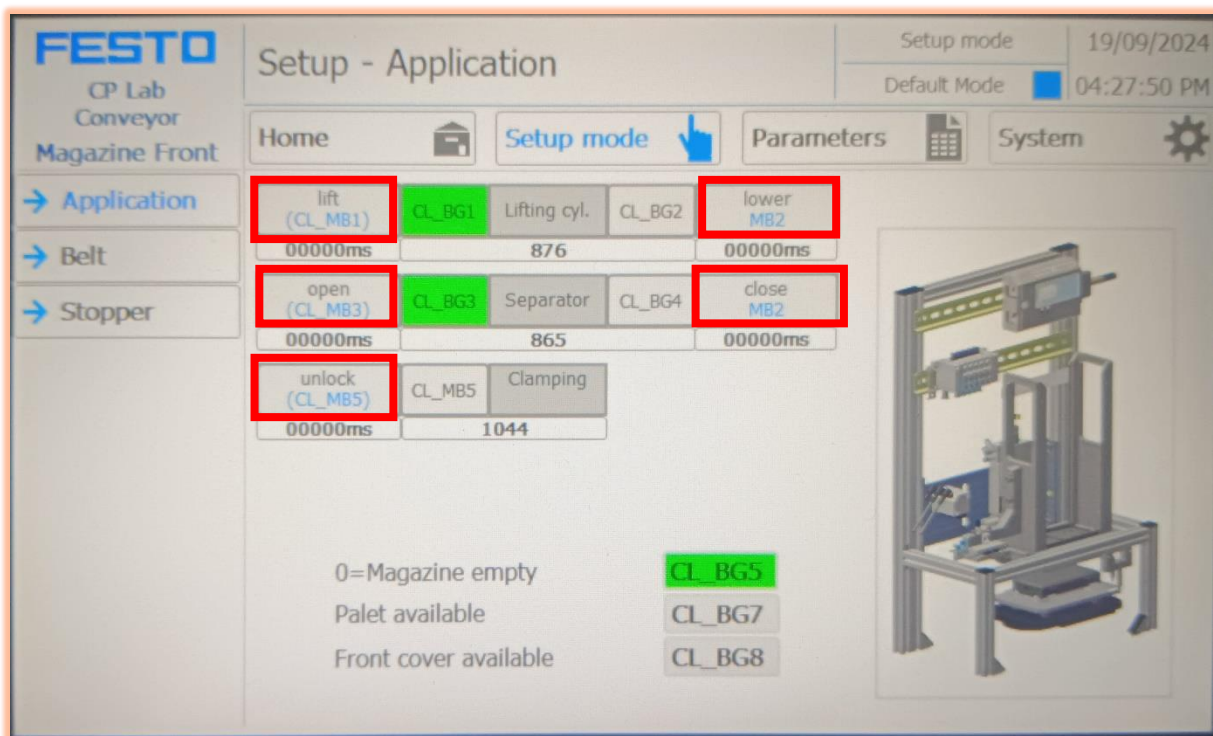 FESTO
CP Lab
Conveyor
Magazine Front
Setup - Application
Setup mode
Default Mode
19/09/2024
04:27:50 PM
Home
Setup mode
Parameters
System
Application
Belt
Stopper
lift
(CL_MB1)
CL_BG1
Lifting cyl.
CL_BG2
lower
MB2
00000ms
876
00000ms
open
(CL_MB3)
CL_BG3
Separator
CL_BG4
close
MB2
00000ms
865
00000ms
unlock
(CL_MB5)
CL_MB5
Clamping
00000ms
1044
0=Magazine empty
CL_BG5
Palet available
CL_BG7
Front cover available
CL_BG8